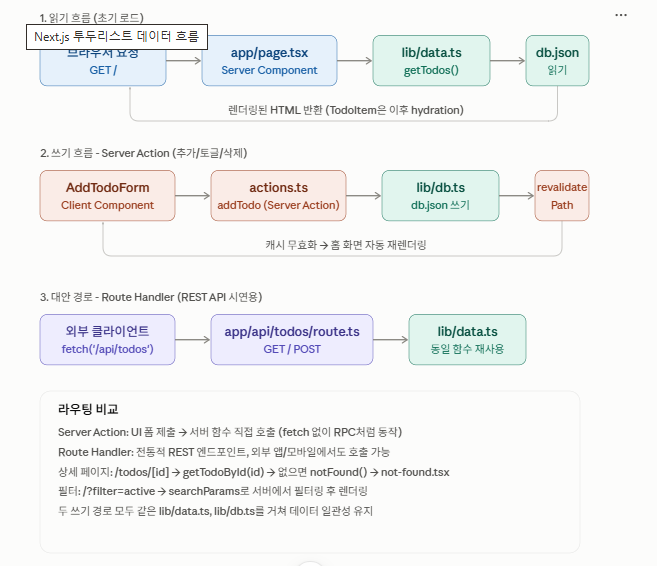 1. 읽기 흐름 (초기 로드)
Next.js 투두리스트 데이터 흐름
브라우저 요청
GET /
app/page.tsx
Server Component
lib/data.ts
getTodos()
db.json
읽기
렌더링된 HTML 반환 (TodoItem은 이후 hydration)
2. 쓰기 흐름 - Server Action (추가/토글/삭제)
AddTodoForm
Client Component
actions.ts
addTodo (Server Action)
lib/db.ts
db.json 쓰기
revalidate
Path
캐시 무효화 → 홈 화면 자동 재렌더링
3. 대안 경로 - Route Handler (REST API 시연용)
외부 클라이언트
fetch('/api/todos')
app/api/todos/route.ts
GET / POST
lib/data.ts
동일 함수 재사용
라우팅 비교
Server Action: UI 폼 제출 → 서버 함수 직접 호출 (fetch 없이 RPC처럼 동작)
Route Handler: 전통적 REST 엔드포인트, 외부 앱/모바일에서도 호출 가능
상세 페이지: /todos/[id] → getTodoById(id) → 없으면 notFound() → not-found.tsx
필터: /?filter=active → searchParams로 서버에서 필터링 후 렌더링
두 쓰기 경로 모두 같은 lib/data.ts, lib/db.ts를 거쳐 데이터 일관성 유지